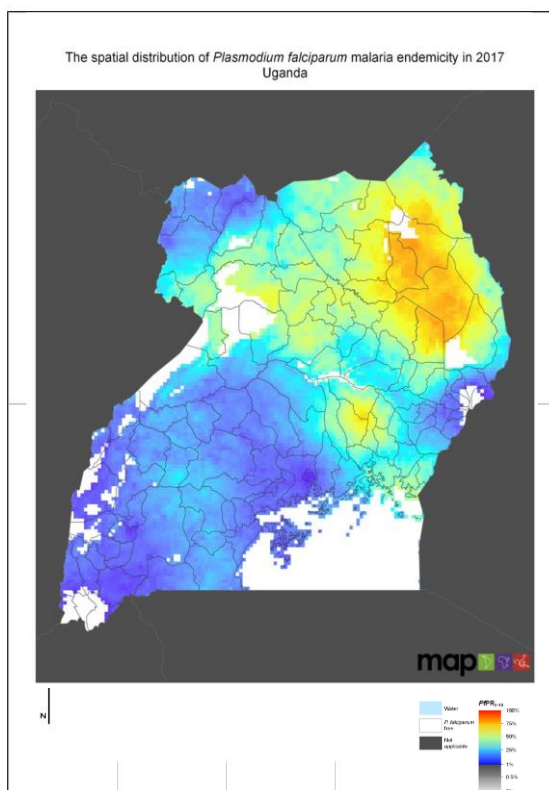 The spatial distribution of Plasmodium falciparum malaria endemicity in 2017
Uganda
map
N
Water
P. falciparum
free
Not
applicable
100%
75%
50%
25%
1%
0.5%